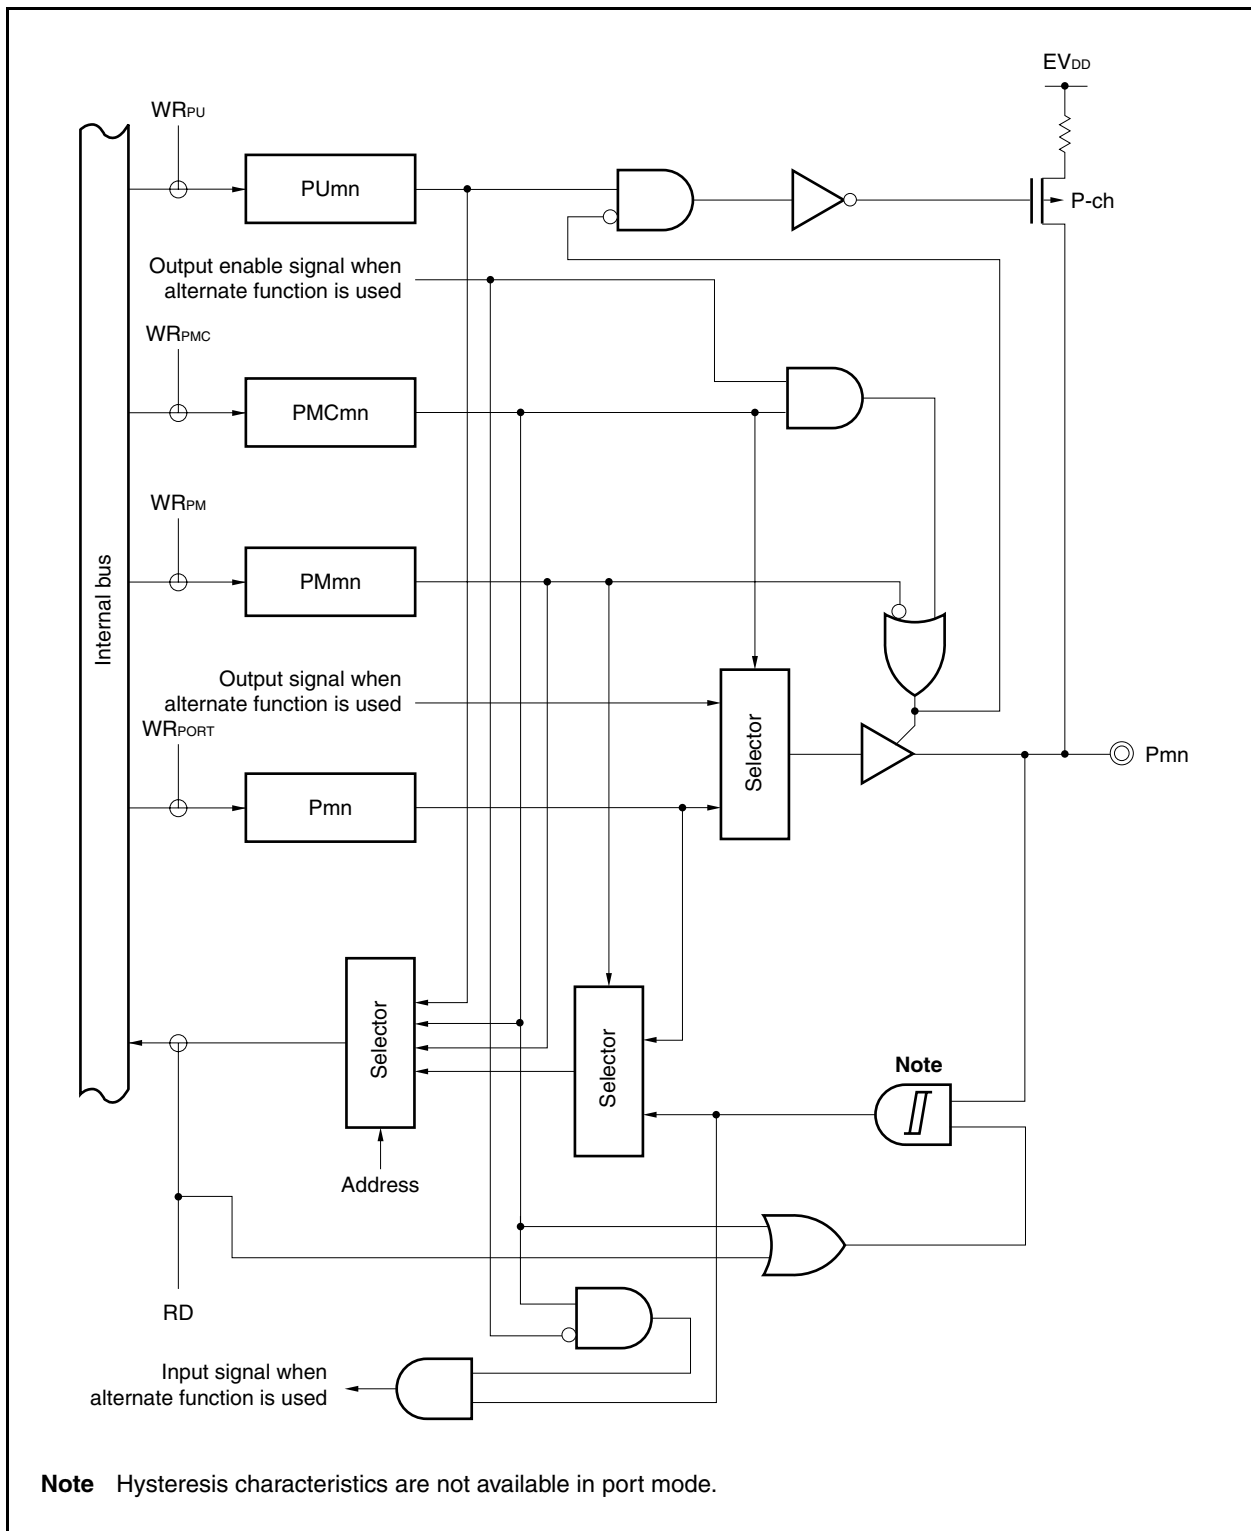 EVDD
WRPU
PUmn
P-ch
Output enable signal when
alternate function is used
WRPMC
PMCmn
WRPM
PMmn
Internal bus
Output signal when
alternate function is used
WRPORT
Selector
Pmn
Pmn
Selector
Selector
Note
Address
RD
Input signal when
alternate function is used
Note Hysteresis characteristics are not available in port mode.